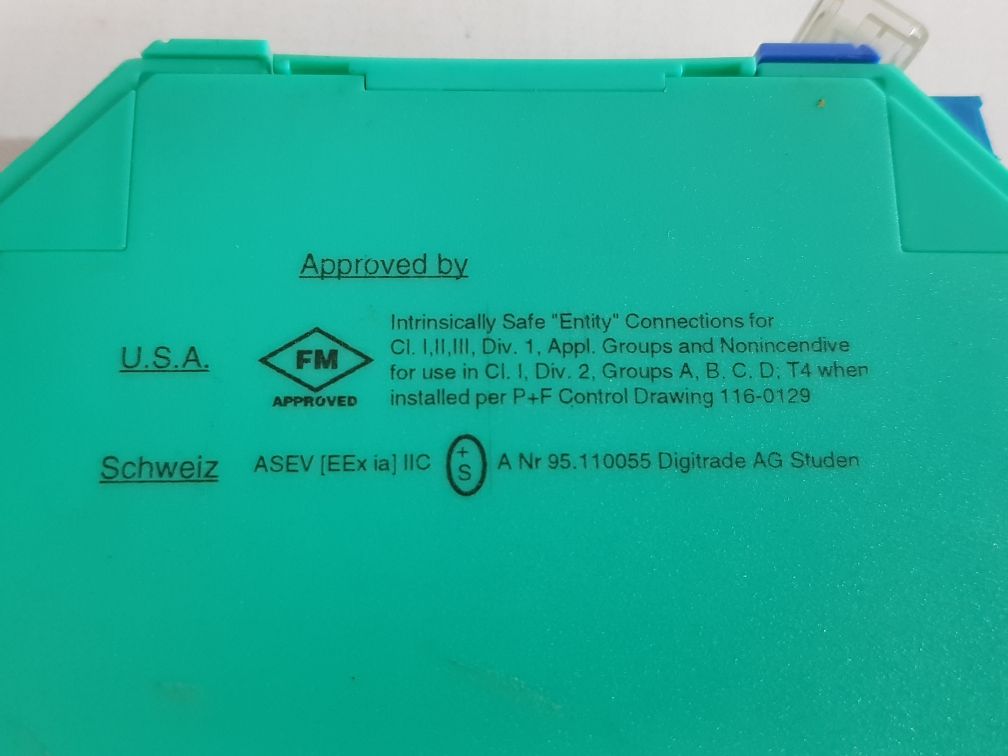 Approved by
U.S.A.
FM
APPROVED
Intrinsically Safe "Entity" Connections for
Cl. I,II,III, Div. 1, Appl. Groups and Nonincendive
for use in Cl. I, Div. 2, Groups A, B, C, D; T4 when
installed per P+F Control Drawing 116-0129
Schweiz
ASEV [EEx ia] IIC
+
S
A Nr 95.110055 Digitrade AG Studen